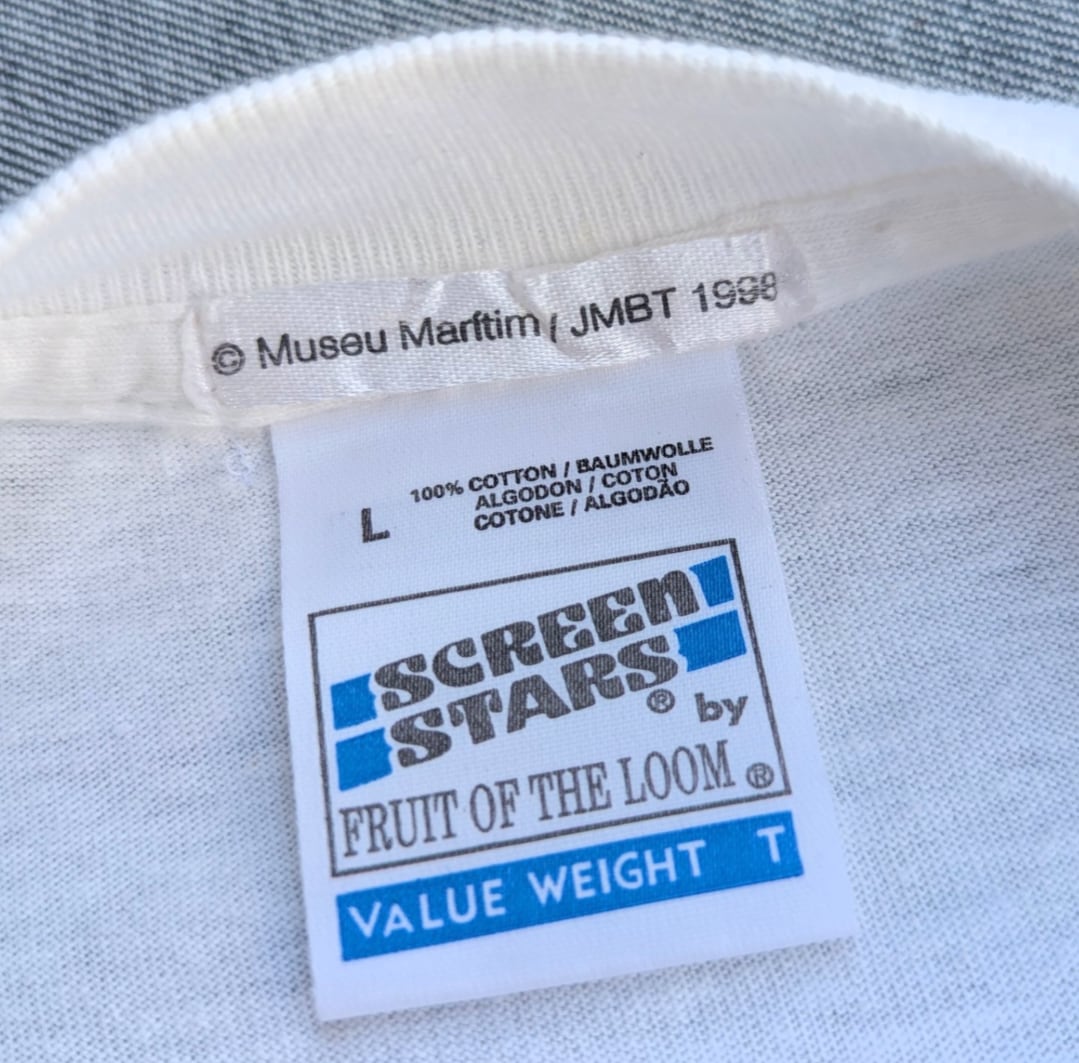 © Museu Marítim / JMBT 1998
L
100% COTTON / BAUMWOLLE
ALGODON / COTON
COTONE / ALGODÃO
SCREEN
STARS® by
FRUIT OF THE LOOM®
VALUE WEIGHT T